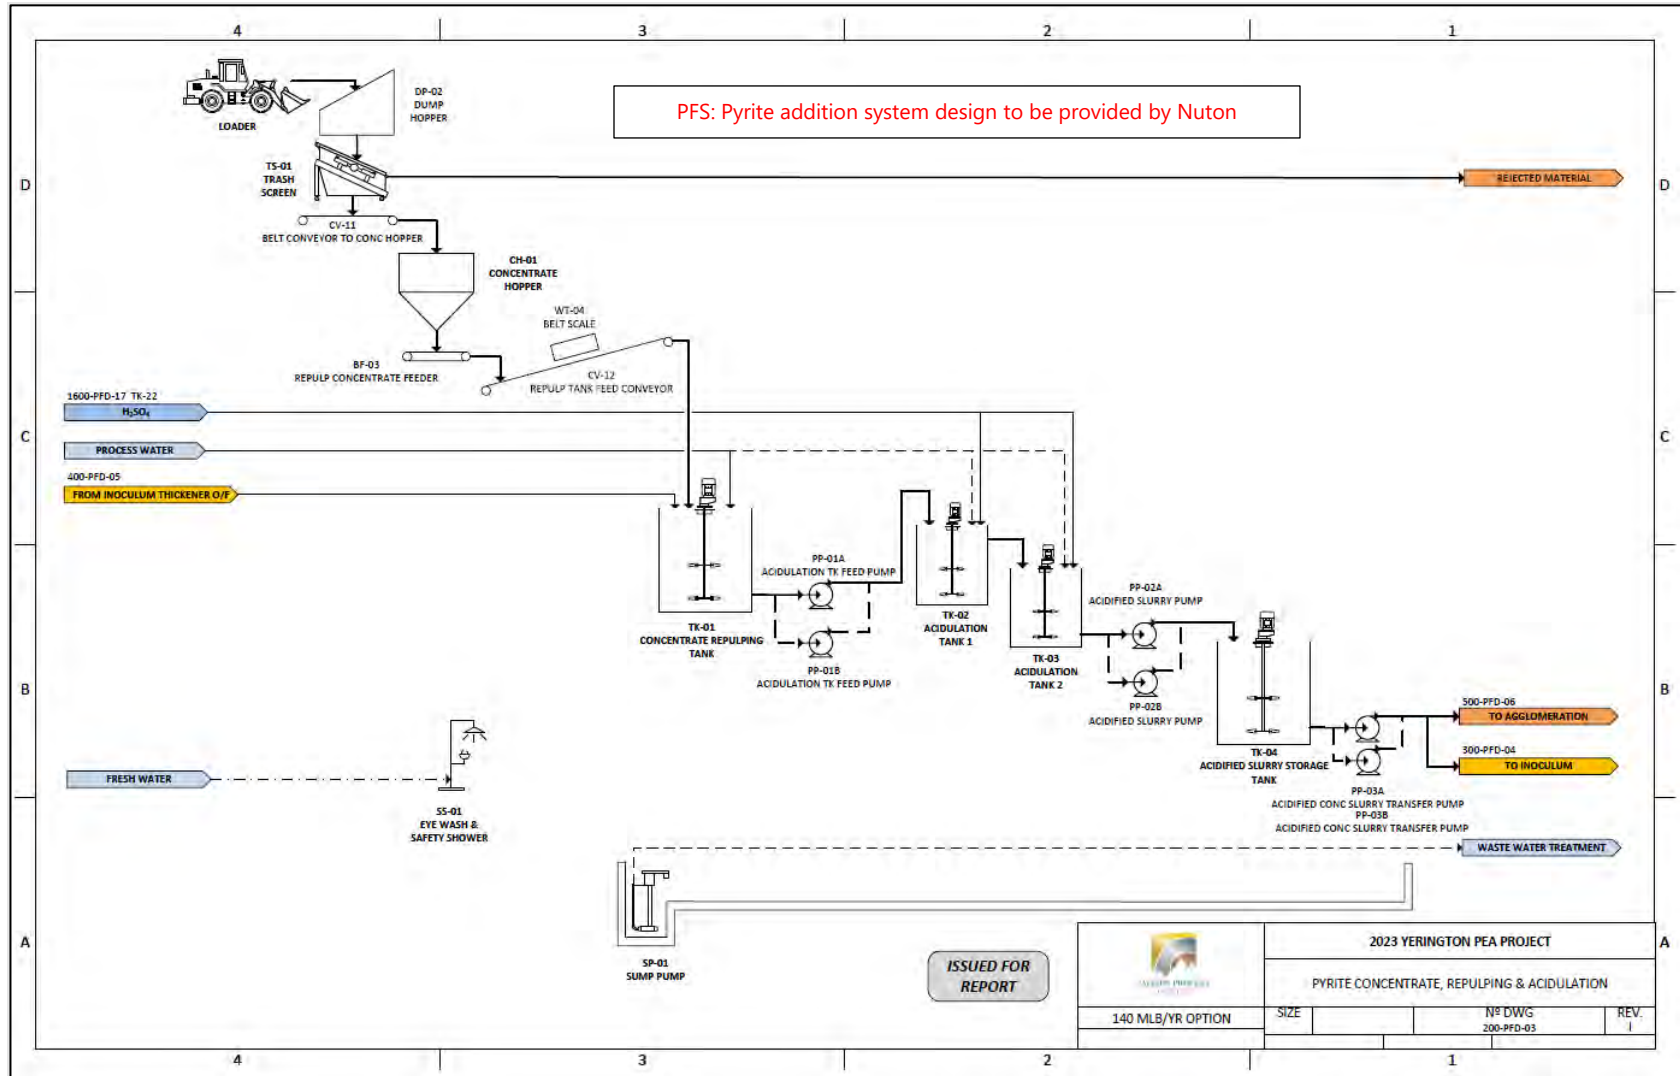 4
3
2
1
LOADER
DP-02
DUMP
HOPPER
PFS: Pyrite addition system design to be provided by Nuton
TS-01
TRASH
SCREEN
D
REJECTED MATERIAL
D
CV-11
BELT CONVEYOR TO CONC HOPPER
CH-01
CONCENTRATE
HOPPER
WT-04
BELT SCALE
BF-03
REPULP CONCENTRATE FEEDER
CV-12
REPULP TANK FEED CONVEYOR
1600-PFD-17 TK-22
H₂SO₄
C
PROCESS WATER
C
400-PFD-05
FROM INOCULUM THICKENER O/F
PP-01A
ACIDULATION TK FEED PUMP
TK-01
CONCENTRATE REPULPING
TANK
PP-01B
ACIDULATION TK FEED PUMP
TK-02
ACIDULATION
TANK 1
TK-03
ACIDULATION
TANK 2
PP-02A
ACIDIFIED SLURRY PUMP
PP-02B
ACIDIFIED SLURRY PUMP
B
B
500-PFD-06
TO AGGLOMERATION
300-PFD-04
TO INOCULUM
TK-04
ACIDIFIED SLURRY STORAGE
TANK
PP-03A
ACIDIFIED CONC SLURRY TRANSFER PUMP
PP-03B
ACIDIFIED CONC SLURRY TRANSFER PUMP
FRESH WATER
SS-01
EYE WASH &
SAFETY SHOWER
WASTE WATER TREATMENT
A
SP-01
SUMP PUMP
ISSUED FOR
REPORT
2023 YERINGTON PEA PROJECT
A
PYRITE CONCENTRATE, REPULPING & ACIDULATION
140 MLB/YR OPTION
SIZE
Nº DWG
200-PFD-03
REV.
I
4
3
2
1